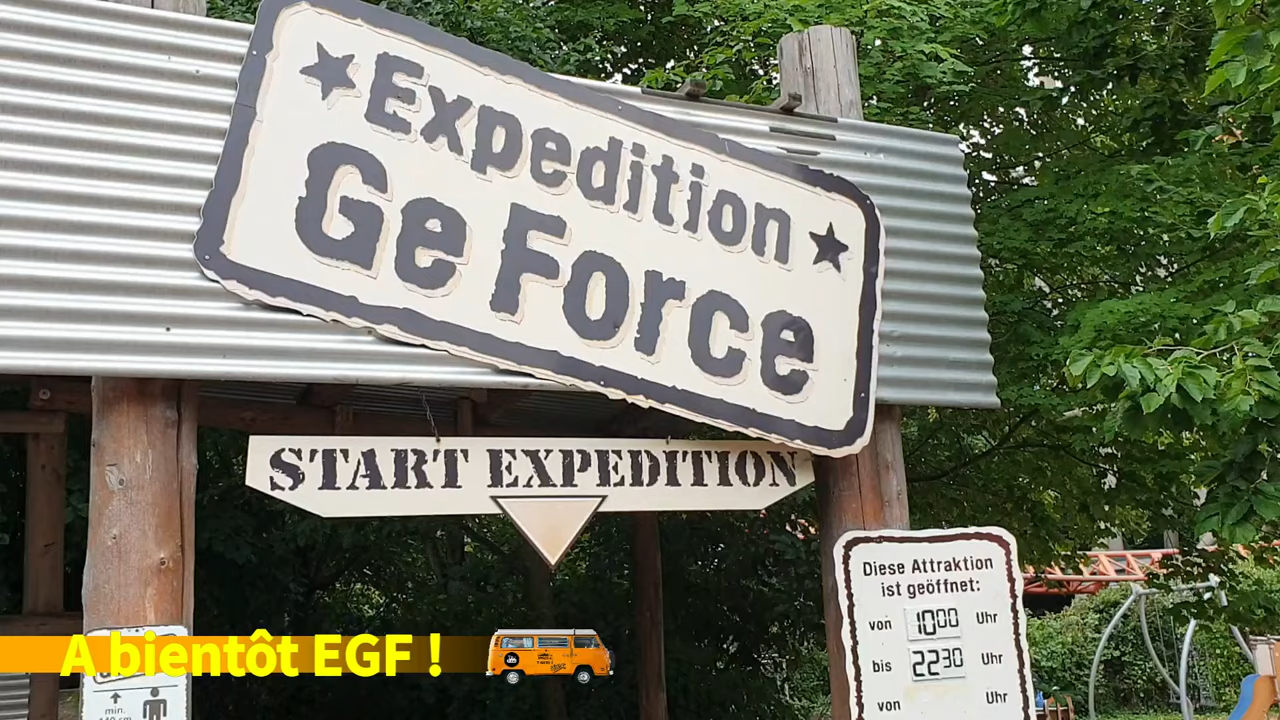 Expedition
Ge Force
START EXPEDITION
Diese Attraktion
ist geöffnet:
von 10 00 Uhr
bis 22 30 Uhr
von Uhr
A bientôt EGF !
min.